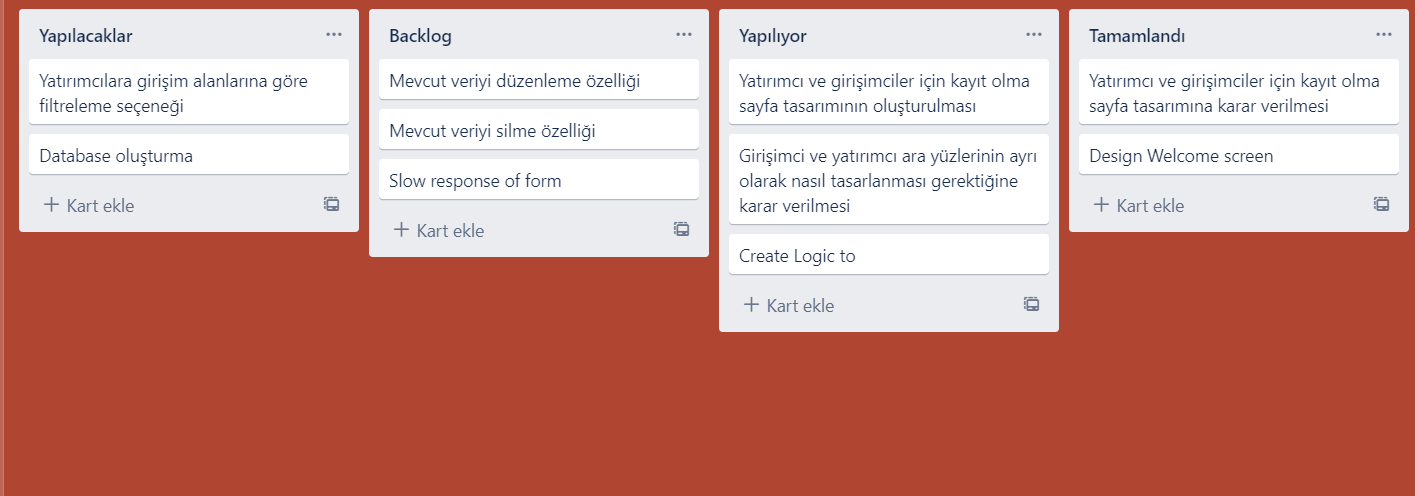 Yapılacaklar
Yatırımcılara girişim alanlarına göre
filtreleme seçeneği
Database oluşturma
Kart ekle
Backlog
Mevcut veriyi düzenleme özelliği
Mevcut veriyi silme özelliği
Slow response of form
Kart ekle
Yapılıyor
Yatırımcı ve girişimciler için kayıt olma
sayfa tasarımının oluşturulması
Girişimci ve yatırımcı ara yüzlerinin ayrı
olarak nasıl tasarlanması gerektiğine
karar verilmesi
Create Logic to
Kart ekle
Tamamlandı
Yatırımcı ve girişimciler için kayıt olma
sayfa tasarımına karar verilmesi
Design Welcome screen
Kart ekle